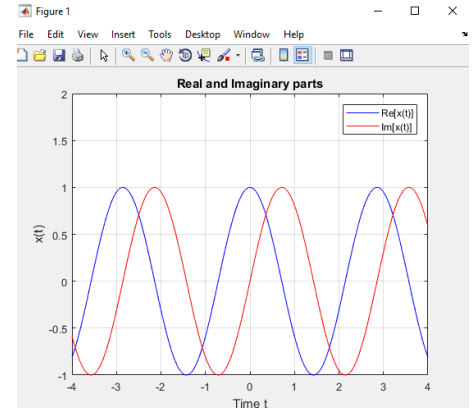 Figure 1
File Edit View Insert Tools Desktop Window Help
Real and Imaginary parts
2
Re[x(t)]
Im[x(t)]
1.5
1
0.5
x(t)
0
-0.5
-1
-4 -3 -2 -1 0 1 2 3 4
Time t